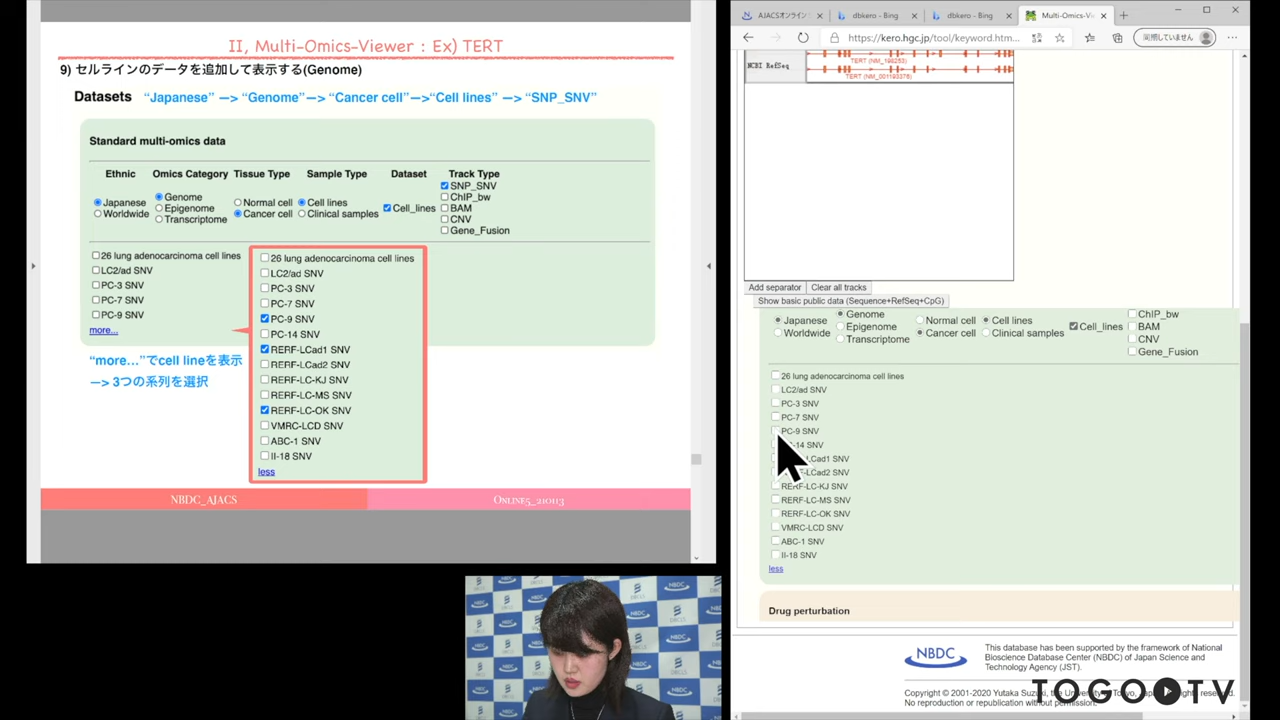 II, Multi-Omics-Viewer : Ex) TERT
9) セルラインのデータを追加して表示する(Genome)
Datasets “Japanese” —> “Genome”—> “Cancer cell”—>“Cell lines” —> “SNP_SNV”
Standard multi-omics data
Ethnic Omics Category Tissue Type Sample Type Dataset Track Type
SNP_SNV
ChIP_bw
BAM
CNV
Gene_Fusion
Japanese
Worldwide
Genome
Epigenome
Transcriptome
Normal cell
Cancer cell
Cell lines
Clinical samples
Cell_lines
26 lung adenocarcinoma cell lines
LC2/ad SNV
PC-3 SNV
PC-7 SNV
PC-9 SNV
more...
“more...”でcell lineを表示
—> 3つの系列を選択
26 lung adenocarcinoma cell lines
LC2/ad SNV
PC-3 SNV
PC-7 SNV
PC-9 SNV
PC-14 SNV
RERF-LCad1 SNV
RERF-LCad2 SNV
RERF-LC-KJ SNV
RERF-LC-MS SNV
RERF-LC-OK SNV
VMRC-LCD SNV
ABC-1 SNV
II-18 SNV
less
NBDC_AJACS
Online5_210113
AJACSオンライン
dbkero - Bing
dbkero - Bing
Multi-Omics-Vie
https://kero.hgc.jp/tool/keyword.htm...
同期していません
NCBI RefSeq
TERT (NM_198253)
TERT (NM_001193376)
Add separator
Clear all tracks
Show basic public data (Sequence+RefSeq+CpG)
Japanese
Worldwide
Genome
Epigenome
Transcriptome
Normal cell
Cancer cell
Cell lines
Clinical samples
Cell_lines
ChIP_bw
BAM
CNV
Gene_Fusion
26 lung adenocarcinoma cell lines
LC2/ad SNV
PC-3 SNV
PC-7 SNV
PC-9 SNV
-14 SNV
LCad1 SNV
-LCad2 SNV
RERF-LC-KJ SNV
RERF-LC-MS SNV
RERF-LC-OK SNV
VMRC-LCD SNV
ABC-1 SNV
II-18 SNV
less
Drug perturbation
NBDC
This database has been supported by the framework of National
Bioscience Database Center (NBDC) of Japan Science and
Technology Agency (JST).
Copyright © 2001-2020 Yutaka Suzuki, the University Tokyo, Japan rights reserved.
No reproduction or republication without permission.
TOGO TV
NBDC
DBCLS